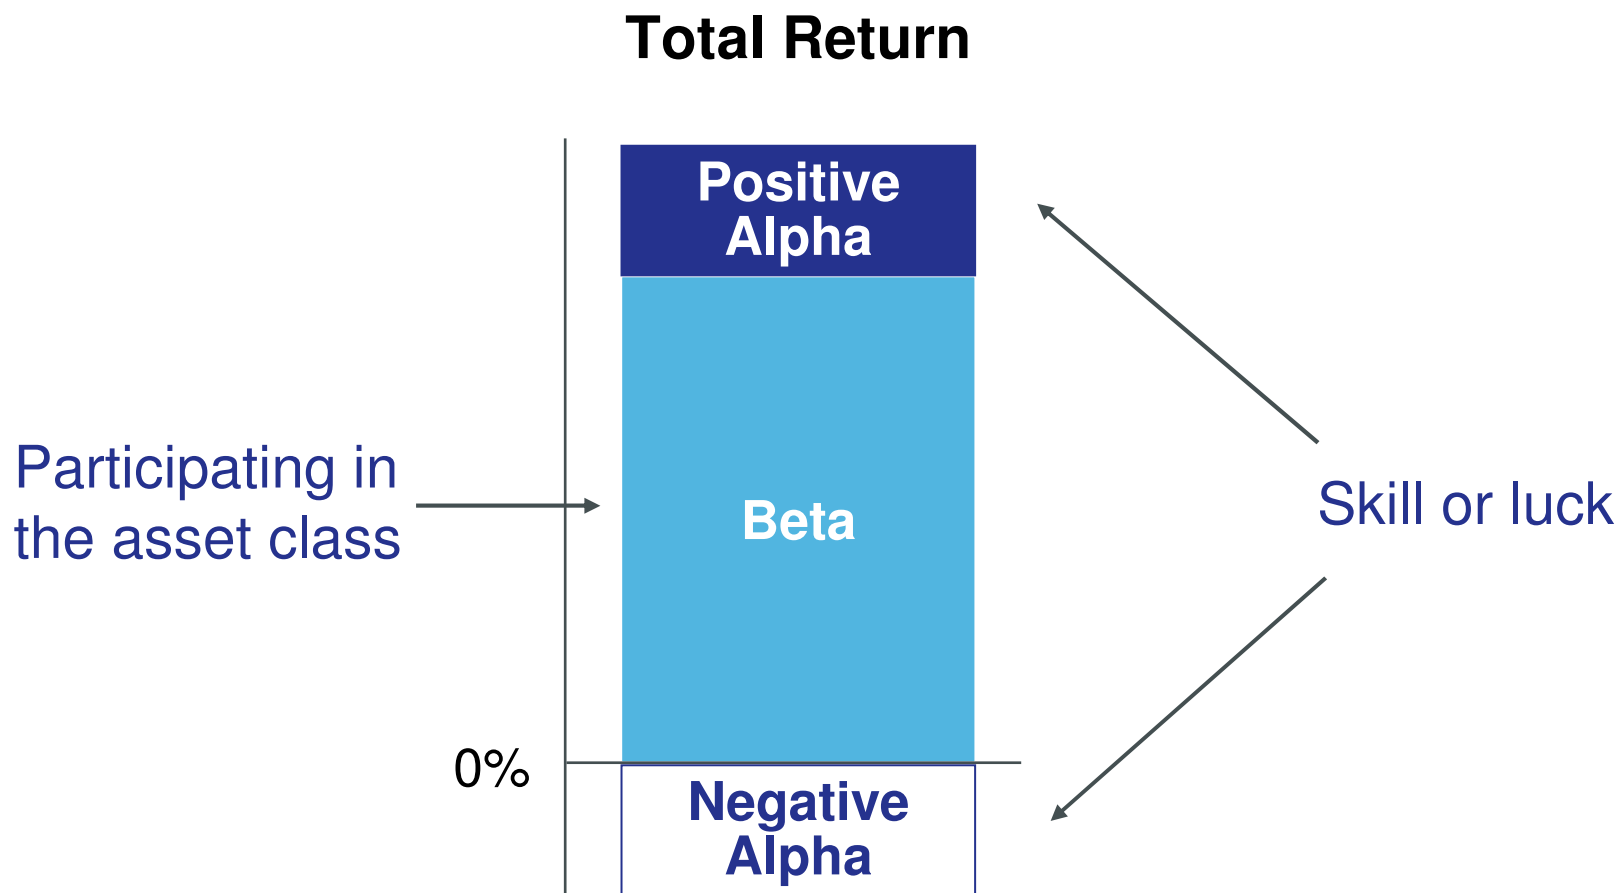 Total Return
Positive
Alpha
Participating in
the asset class
Beta
Skill or luck
0%
Negative
Alpha